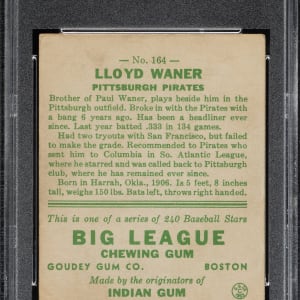 — No. 164 —
LLOYD WANER
PITTSBURGH PIRATES
Brother of Paul Waner, plays beside him in the
Pittsburgh outfield. Broke in with the Pirates with
a bang 6 years ago. Has been a headliner ever
since. Last year batted .333 in 134 games.
Had two tryouts with San Francisco, but failed
to make the grade. Recommended to Pirates who
sent him to Columbia in So. Atlantic League,
where he starred and was called back to Pittsburgh
club, where he has remained ever since.
Born in Harrah, Okla., 1906. Is 5 feet, 8 inches
tall, weighs 150 lbs. Bats left, throws right handed.
This is one of a series of 240 Baseball Stars
BIG LEAGUE
CHEWING GUM
GOUDEY GUM CO. BOSTON
Made by the originators of
INDIAN GUM